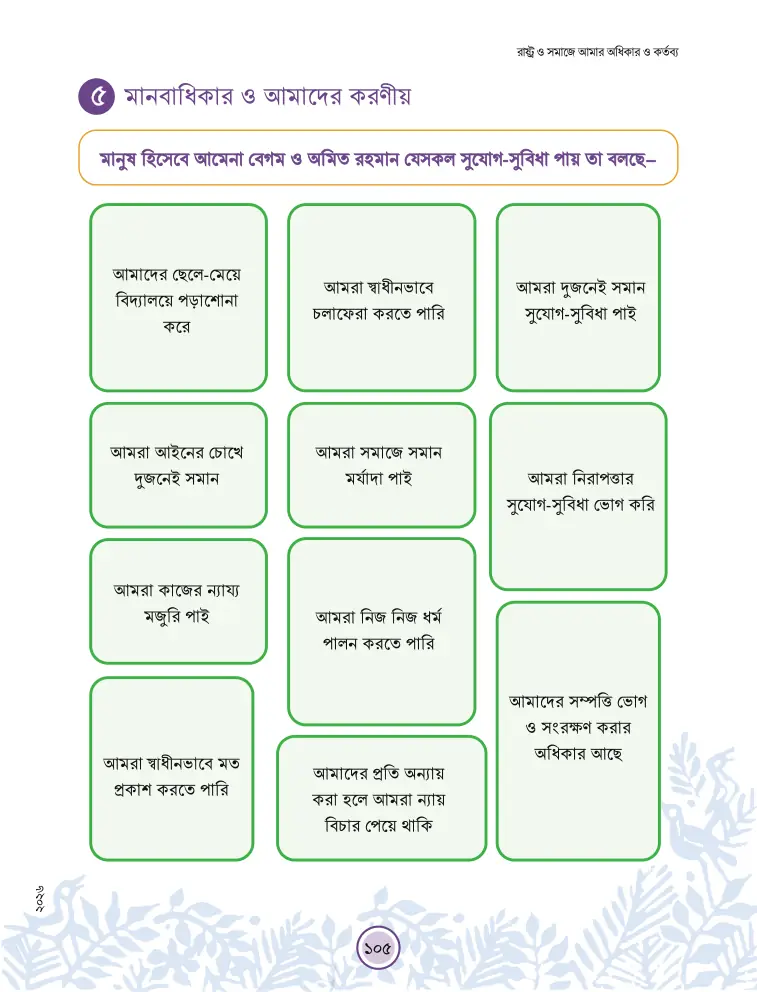 রাষ্ট্র ও সমাজে আমার অধিকার ও কর্তব্য
৫ মানবাধিকার ও আমাদের করণীয়
মানুষ হিসেবে আমেনা বেগম ও অমিত রহমান যেসকল সুযোগ-সুবিধা পায় তা বলছে–
আমাদের ছেলে-মেয়ে
বিদ্যালয়ে পড়াশোনা
করে
আমরা স্বাধীনভাবে
চলাফেরা করতে পারি
আমরা দুজনেই সমান
সুযোগ-সুবিধা পাই
আমরা আইনের চোখে
দুজনেই সমান
আমরা সমাজে সমান
মর্যাদা পাই
আমরা নিরাপত্তার
সুযোগ-সুবিধা ভোগ করি
আমরা কাজের ন্যায্য
মজুরি পাই
আমরা নিজ নিজ ধর্ম
পালন করতে পারি
আমাদের সম্পত্তি ভোগ
ও সংরক্ষণ করার
অধিকার আছে
আমরা স্বাধীনভাবে মত
প্রকাশ করতে পারি
আমাদের প্রতি অন্যায়
করা হলে আমরা ন্যায়
বিচার পেয়ে থাকি
২০২৬
১০৫